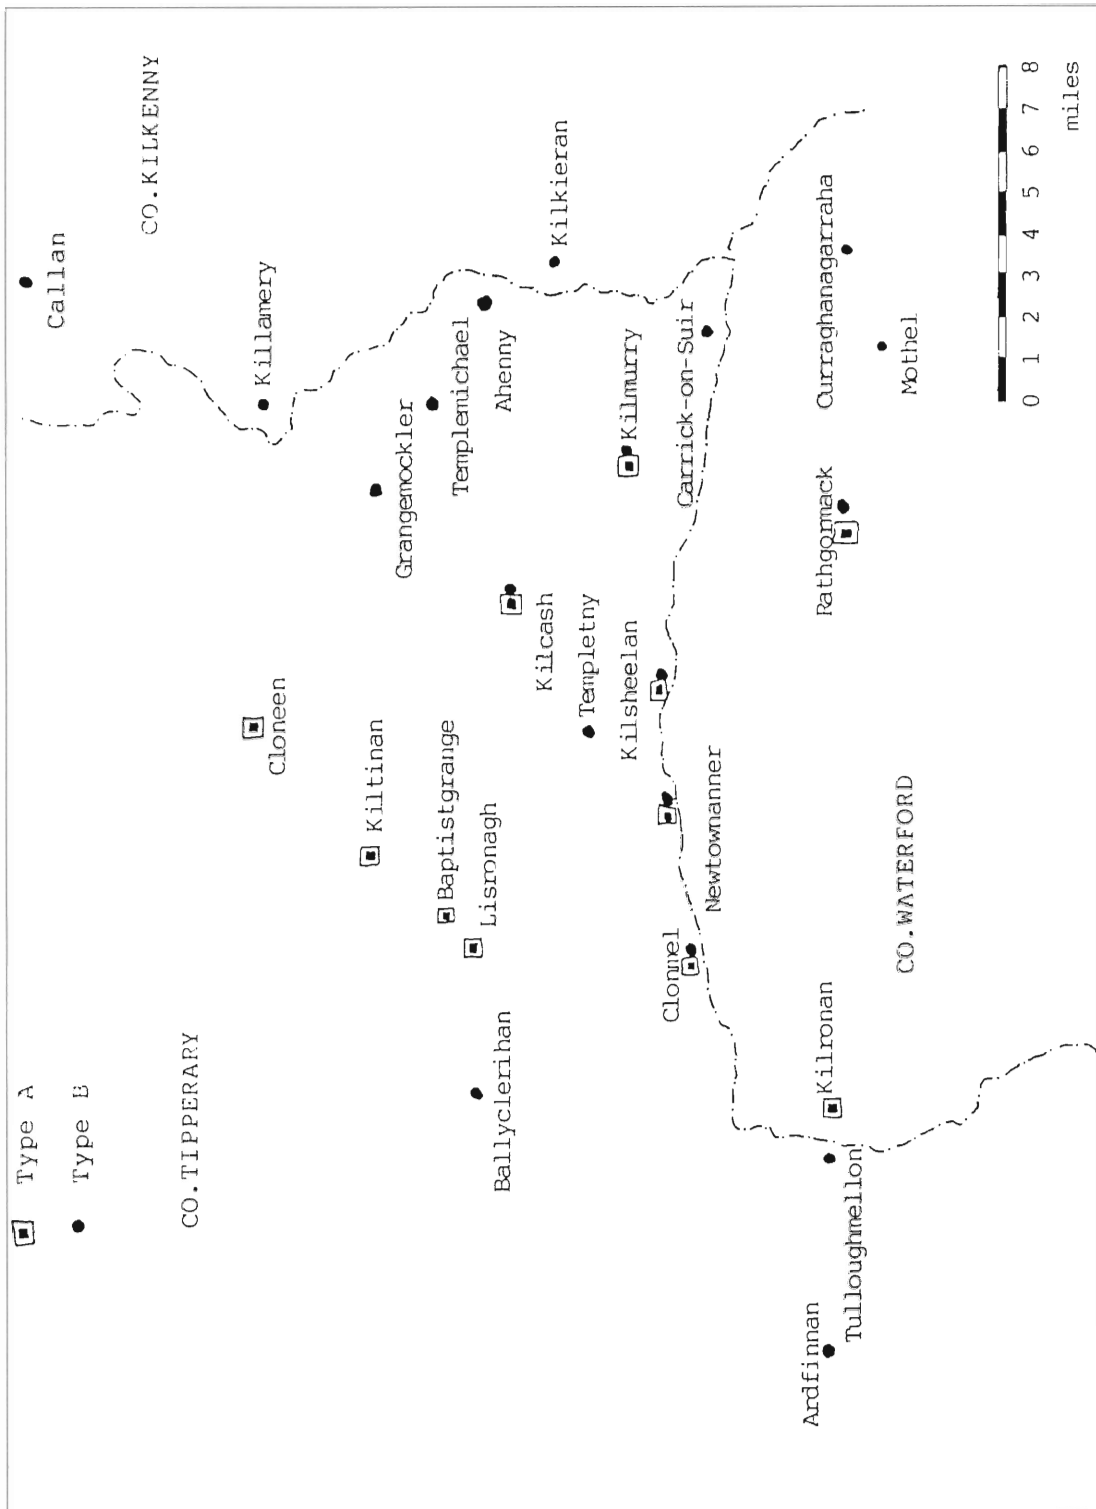 Type A
Type B
CO.TIPPERARY
CO.KILKENNY
Callan
Killamery
Cloneen
Grangemockler
Templemichael
Ahenny
Kilkieran
Kiltinan
Baptistgrange
Lismonagh
Ballyclerihan
Kilcash
Templetny
Kilsheelan
Kilmurry
Carrick-on-Suir
Newtownanner
Clonmel
Curraghanagarraha
Mothel
Rathgormack
CO.WATERFORD
Kilronan
Tulloughmellon
Ardfinnan
0 1 2 3 4 5 6 7 8
miles